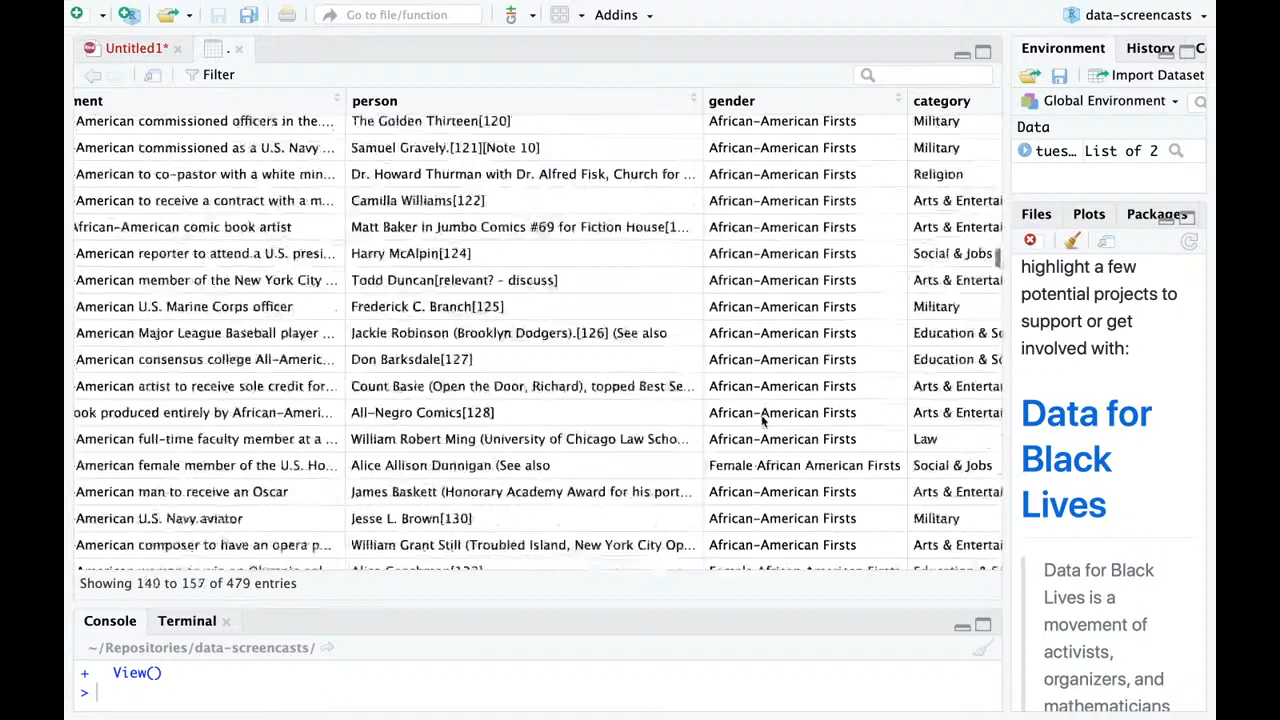 Go to file/function Addins data-screencasts
Untitled1* .
Filter
ment person gender category
American commissioned officers in the... The Golden Thirteen[120] African-American Firsts Military
American commissioned as a U.S. Navy ... Samuel Gravely.[121][Note 10] African-American Firsts Military
American to co-pastor with a white min... Dr. Howard Thurman with Dr. Alfred Fisk, Church for ... African-American Firsts Religion
American to receive a contract with a m... Camilla Williams[122] African-American Firsts Arts & Enterta
African-American comic book artist Matt Baker in Jumbo Comics #69 for Fiction House[1... African-American Firsts Arts & Enterta
American reporter to attend a U.S. presi... Harry McAlpin[124] African-American Firsts Social & Jobs
American member of the New York City ... Todd Duncan[relevant? - discuss] African-American Firsts Arts & Enterta
American U.S. Marine Corps officer Frederick C. Branch[125] African-American Firsts Military
American Major League Baseball player ... Jackie Robinson (Brooklyn Dodgers).[126] (See also African-American Firsts Education & Sc
American consensus college All-Americ... Don Barksdale[127] African-American Firsts Education & Sc
American artist to receive sole credit for... Count Basie (Open the Door, Richard), topped Best Se... African-American Firsts Arts & Enterta
ook produced entirely by African-Ameri... All-Negro Comics[128] African-American Firsts Arts & Enterta
American full-time faculty member at a ... William Robert Ming (University of Chicago Law Scho... African-American Firsts Law
American female member of the U.S. Ho... Alice Allison Dunnigan (See also Female African American Firsts Social & Jobs
American man to receive an Oscar James Baskett (Honorary Academy Award for his port... African-American Firsts Arts & Enterta
American U.S. Navy aviator Jesse L. Brown[130] African-American Firsts Military
American composer to have an opera p... William Grant Still (Troubled Island, New York City Op... African-American Firsts Arts & Enterta
Showing 140 to 157 of 479 entries
Console Terminal
~/Repositories/data-screencasts/
+ View()
>
Environment History C
Import Dataset
Global Environment
Data
tues... List of 2
Files Plots Packages
highlight a few
potential projects to
support or get
involved with:
Data for
Black
Lives
Data for Black
Lives is a
movement of
activists,
organizers, and
mathematicians